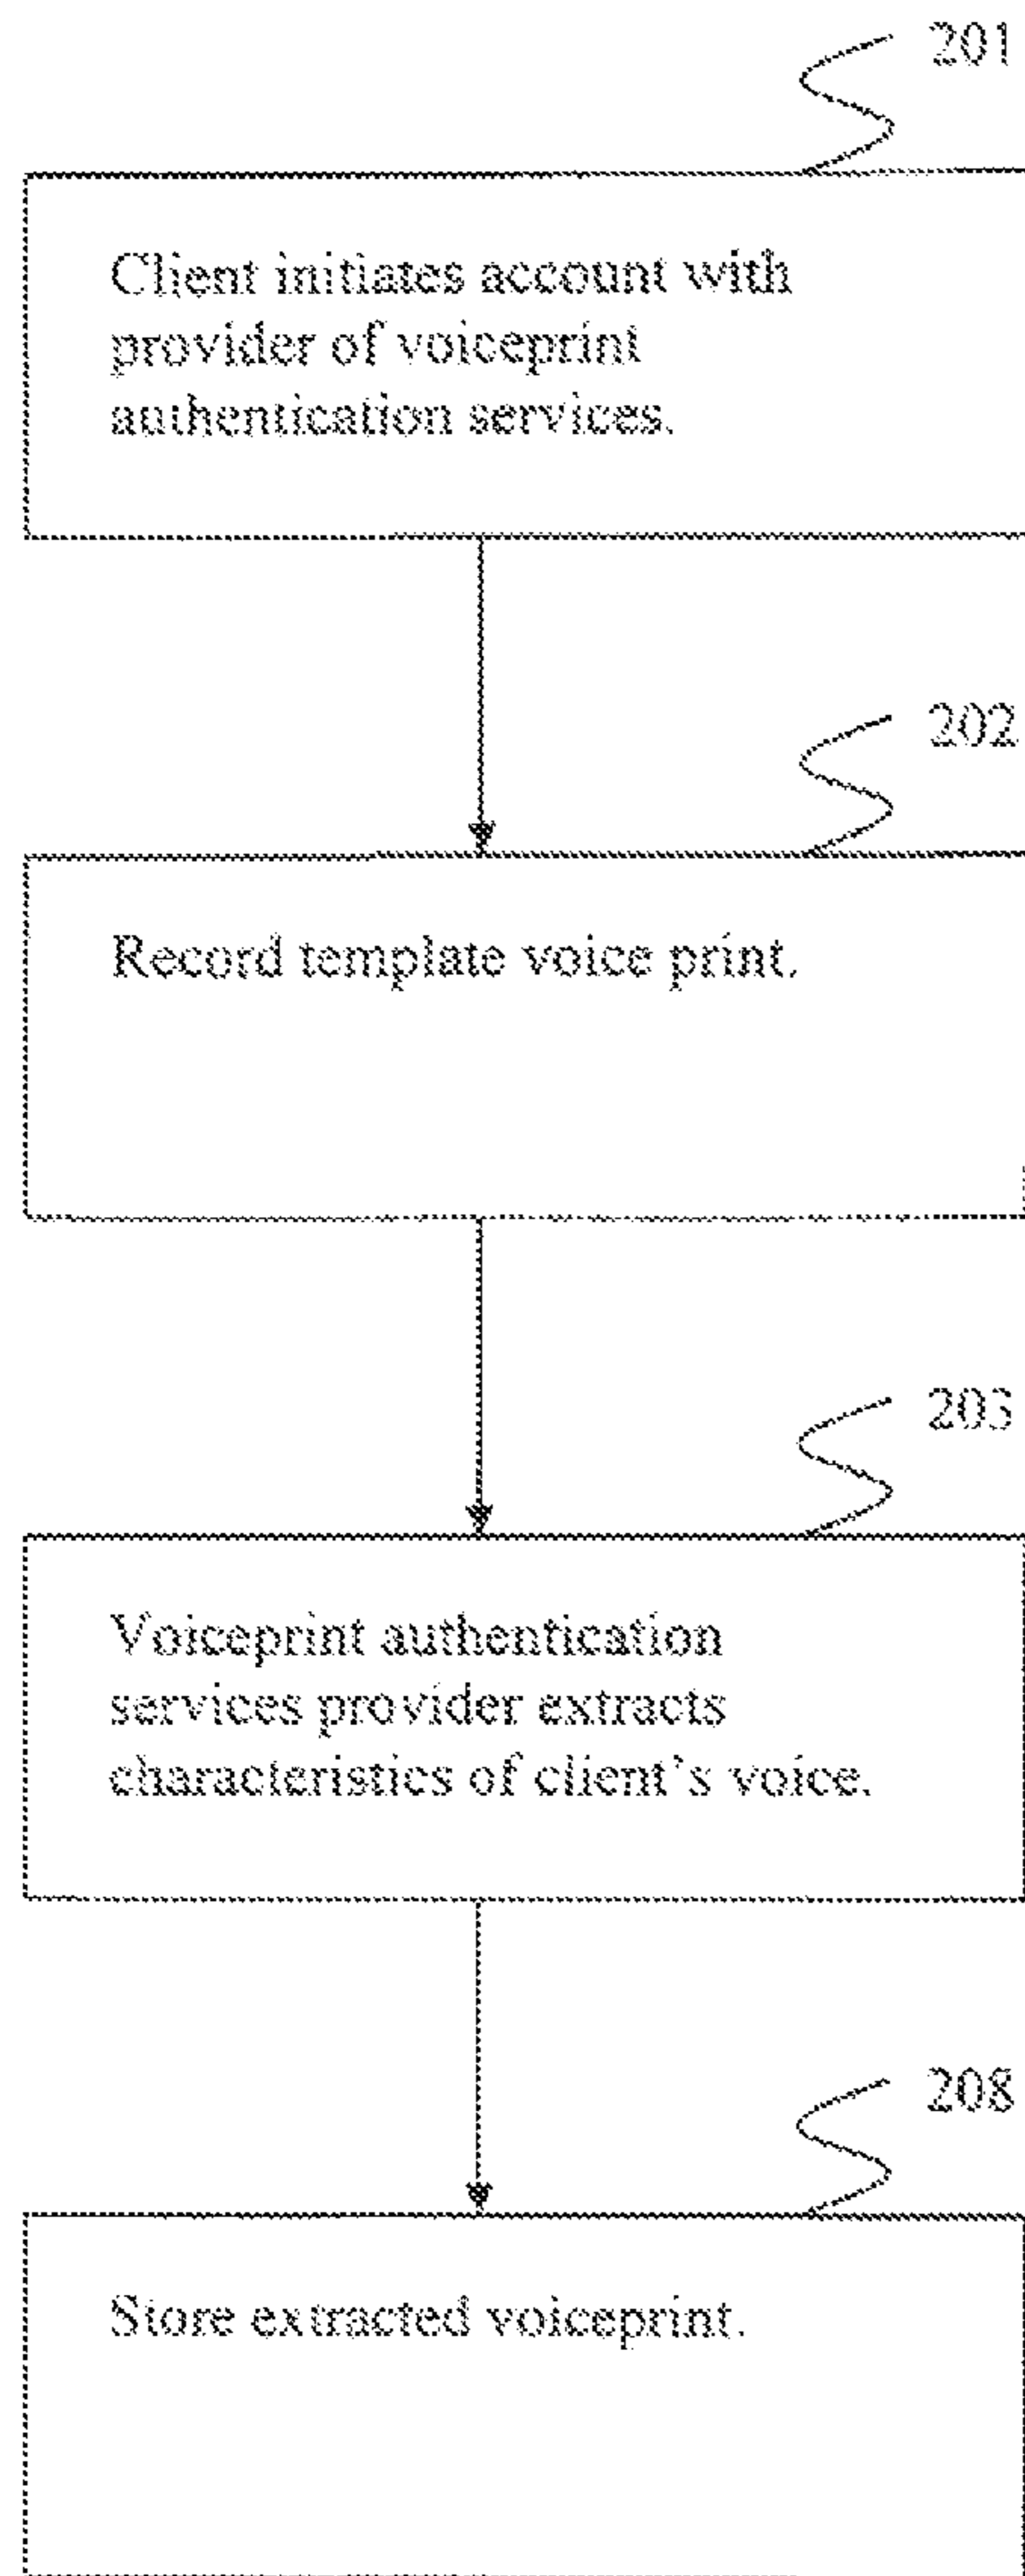 201
Client initiates account with
provider of voiceprint
authentication services.
202
Record template voice print.
203
Voiceprint authentication
services provider extracts
characteristics of client's voice.
208
Store extracted voiceprint.